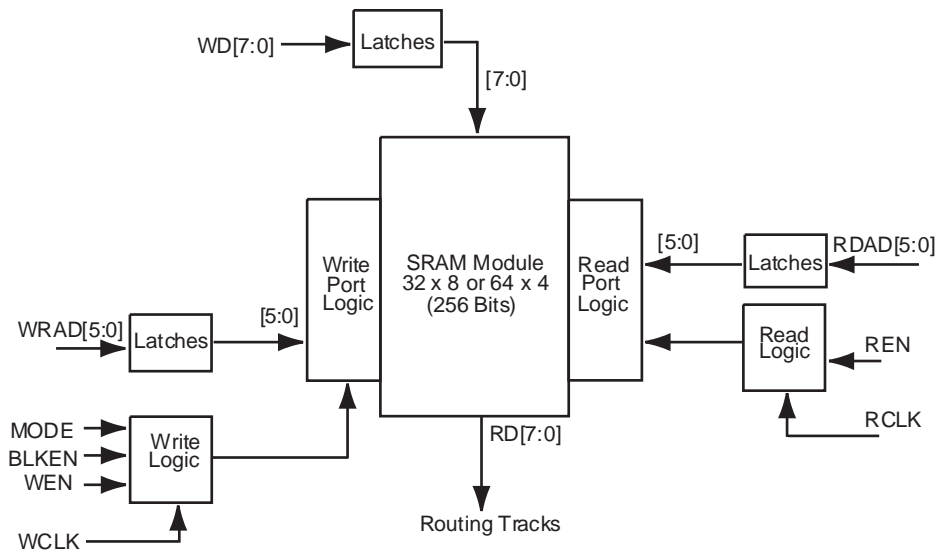 WD[7:0]
Latches
[7:0]
Write
Port
Logic
SRAM Module
32 x 8 or 64 x 4
(256 Bits)
Read
Port
Logic
[5:0]
Latches
RDAD[5:0]
WRAD[5:0]
Latches
[5:0]
Read
Logic
REN
RCLK
MODE
BLKEN
WEN
WCLK
Write
Logic
RD[7:0]
Routing Tracks